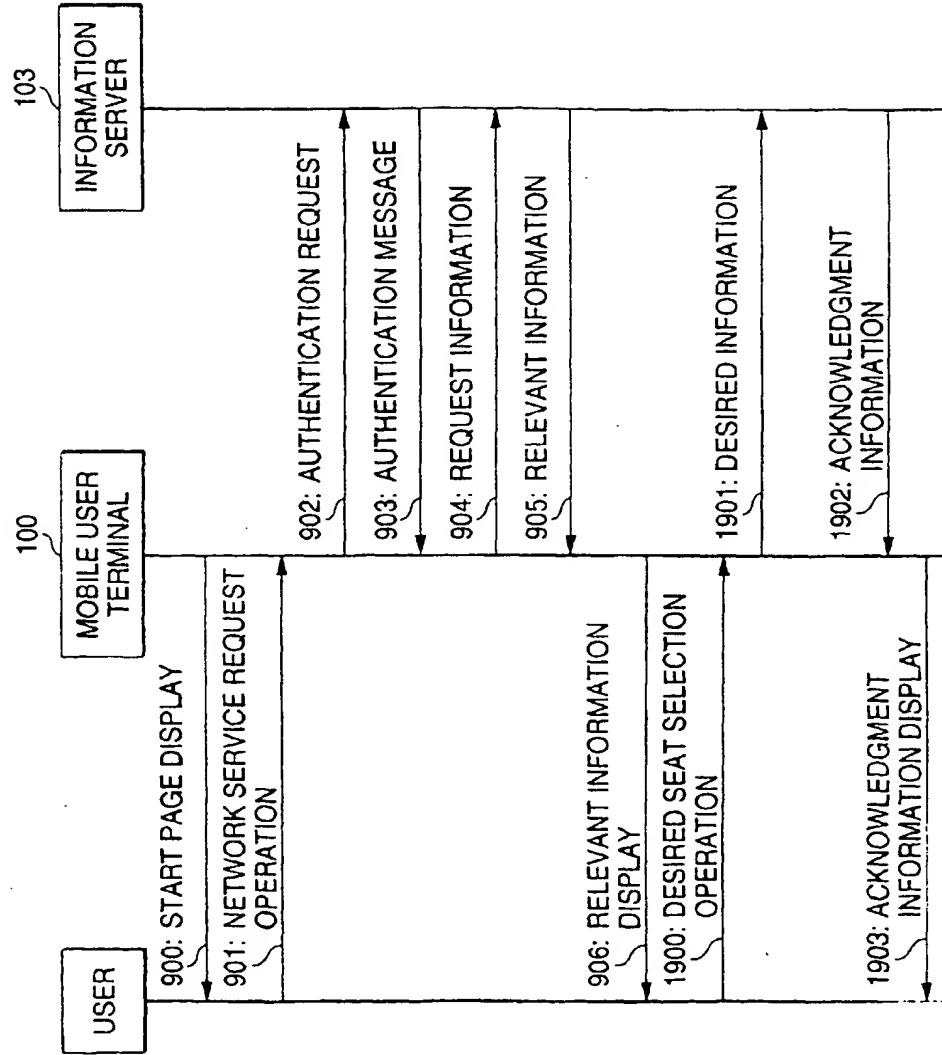 USER
100
MOBILE USER
TERMINAL
103
INFORMATION
SERVER
900: START PAGE DISPLAY
901: NETWORK SERVICE REQUEST
OPERATION
902: AUTHENTICATION REQUEST
903: AUTHENTICATION MESSAGE
904: REQUEST INFORMATION
905: RELEVANT INFORMATION
906: RELEVANT INFORMATION
DISPLAY
1900: DESIRED SEAT SELECTION
OPERATION
1901: DESIRED INFORMATION
1902: ACKNOWLEDGMENT
INFORMATION
1903: ACKNOWLEDGMENT
INFORMATION DISPLAY